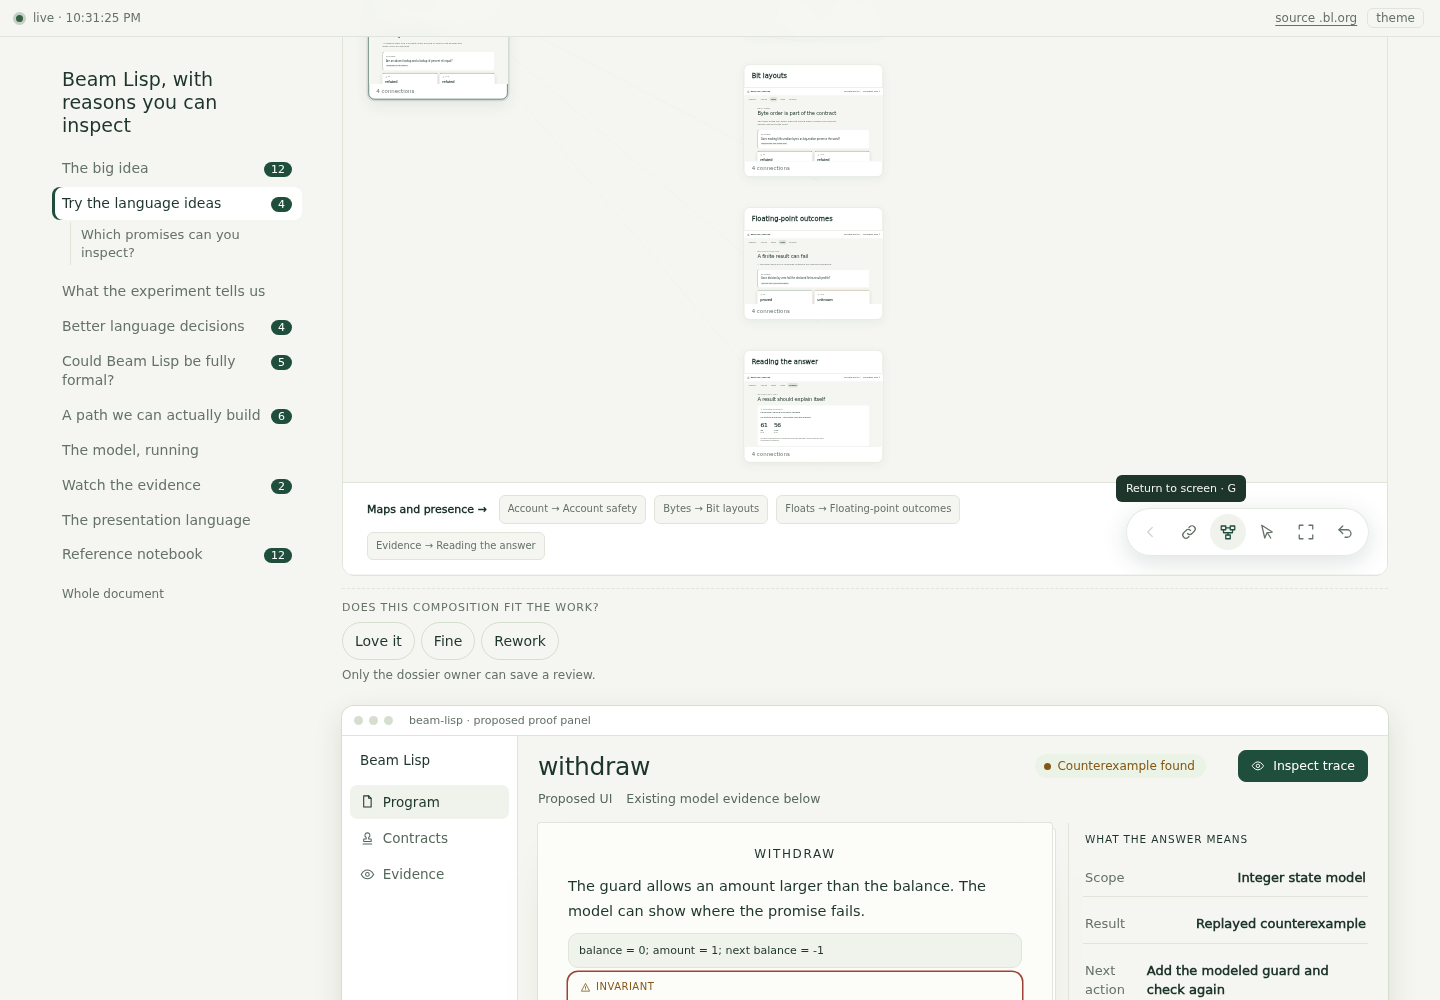 live · 10:31:25 PM
source .bl.org
theme
Beam Lisp, with
reasons you can
inspect
The big idea 12
Try the language ideas 4
Which promises can you
inspect?
What the experiment tells us
Better language decisions 4
Could Beam Lisp be fully
formal? 5
A path we can actually build 6
The model, running
Watch the evidence 2
The presentation language
Reference notebook 12
Whole document
related related
4 connections
Bit layouts
Byte order is part of the contract
related related
4 connections
Floating-point outcomes
A finite result can fail
proved unknown
4 connections
Reading the answer
A result should explain itself
61 56
4 connections
Maps and presence →
Account → Account safety
Bytes → Bit layouts
Floats → Floating-point outcomes
Evidence → Reading the answer
Return to screen · G
DOES THIS COMPOSITION FIT THE WORK?
Love it
Fine
Rework
Only the dossier owner can save a review.
beam-lisp · proposed proof panel
Beam Lisp
Program
Contracts
Evidence
withdraw
Counterexample found
Inspect trace
Proposed UI Existing model evidence below
WITHDRAW
The guard allows an amount larger than the balance. The
model can show where the promise fails.
balance = 0; amount = 1; next balance = -1
INVARIANT
WHAT THE ANSWER MEANS
Scope Integer state model
Result Replayed counterexample
Next action Add the modeled guard and
check again